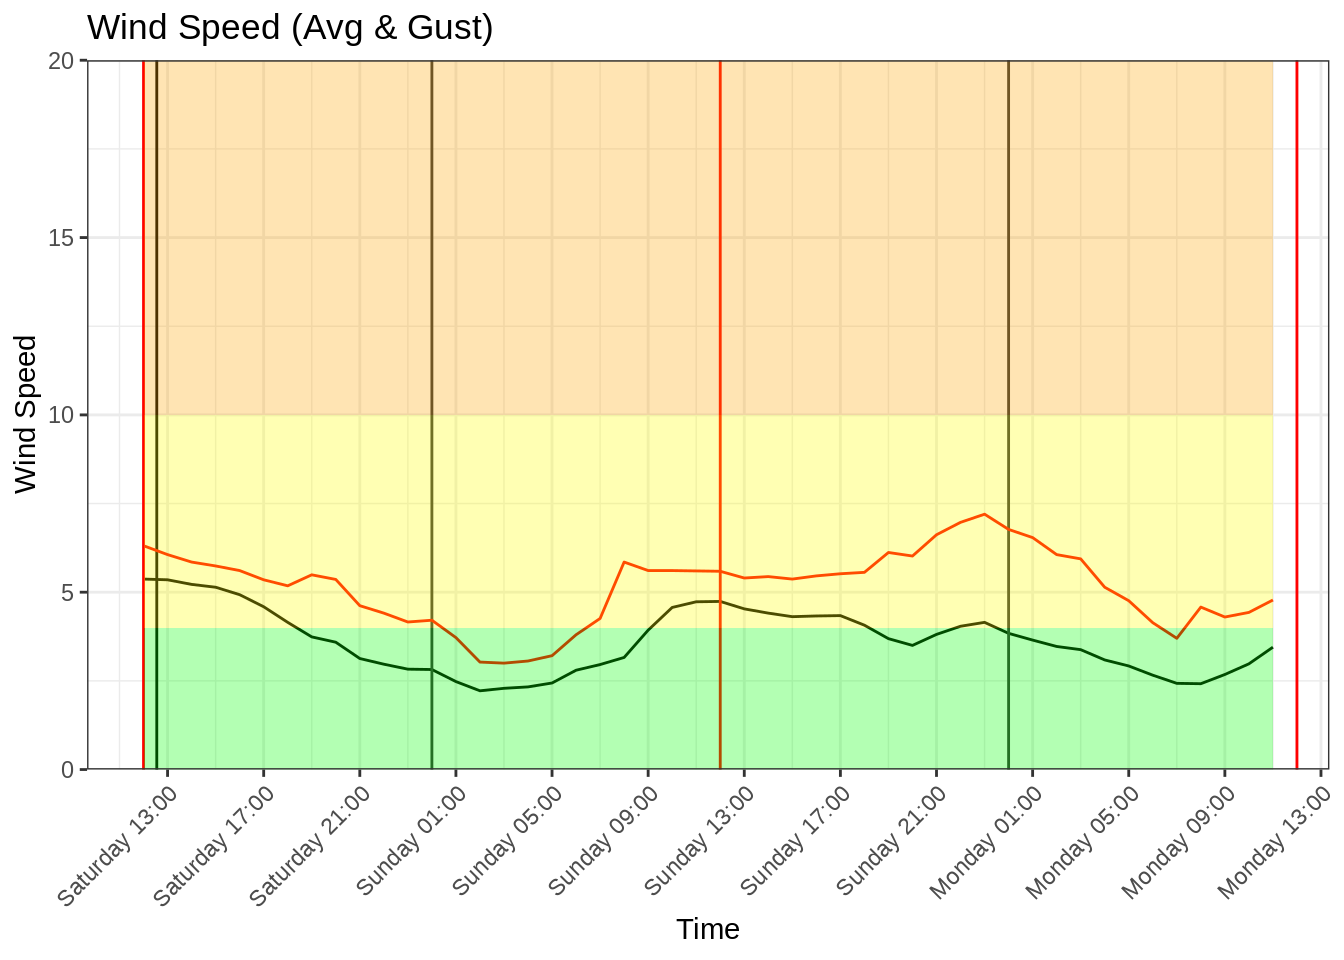 Wind Speed (Avg & Gust)
Wind Speed
20
15
10
5
0
Saturday 13:00
Saturday 17:00
Saturday 21:00
Sunday 01:00
Sunday 05:00
Sunday 09:00
Sunday 13:00
Sunday 17:00
Sunday 21:00
Monday 01:00
Monday 05:00
Monday 09:00
Monday 13:00
Time